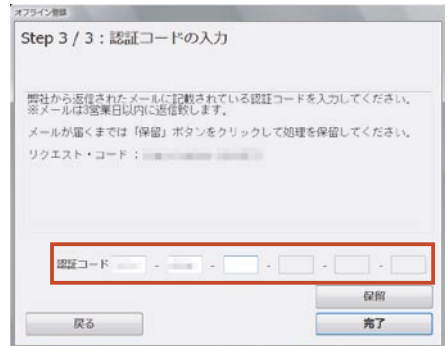 オフライン登録
Step 3 / 3：認証コードの入力
弊社から返信されたメールに記載されている認証コードを入力してください。
※メールは3営業日以内に返信致します。
メールが届くまでは「保留」ボタンをクリックして処理を保留してください。
リクエスト・コード：
認証コード - - - - -
保留
戻る
完了